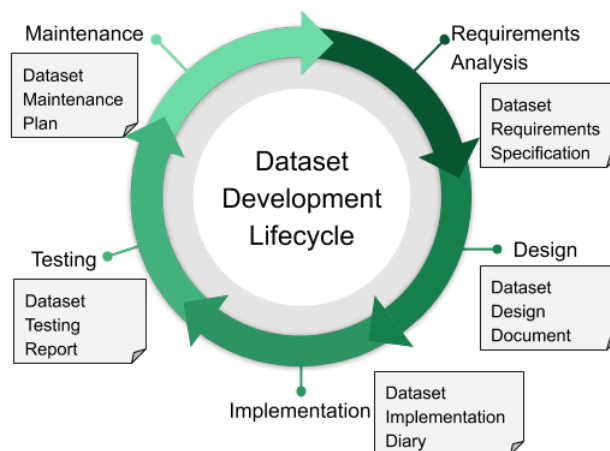 Maintenance
Dataset
Maintenance
Plan
Requirements
Analysis
Dataset
Requirements
Specification
Dataset
Development
Lifecycle
Testing
Dataset
Testing
Report
Design
Dataset
Design
Document
Implementation
Dataset
Implementation
Diary